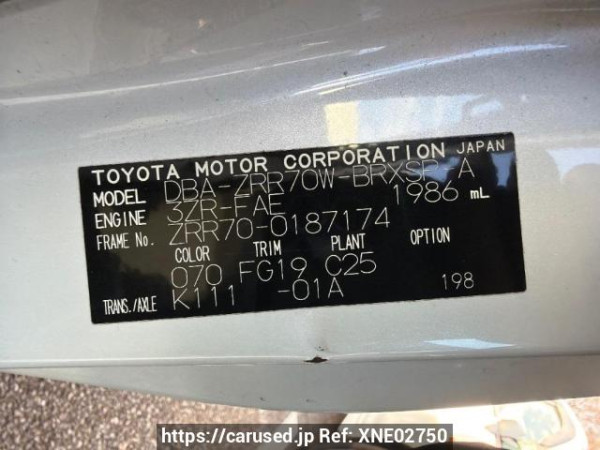 TOYOTA MOTOR CORPORATION JAPAN
MODEL DBA-ZRR70W-BRXSP-A
ENGINE 3ZR-FAE 1986 mL
FRAME No. ZRR70-0187174
COLOR TRIM PLANT OPTION
070 FG19 C25
TRANS./AXLE K111 -01A 198
https://carused.jp Ref: XNE02750